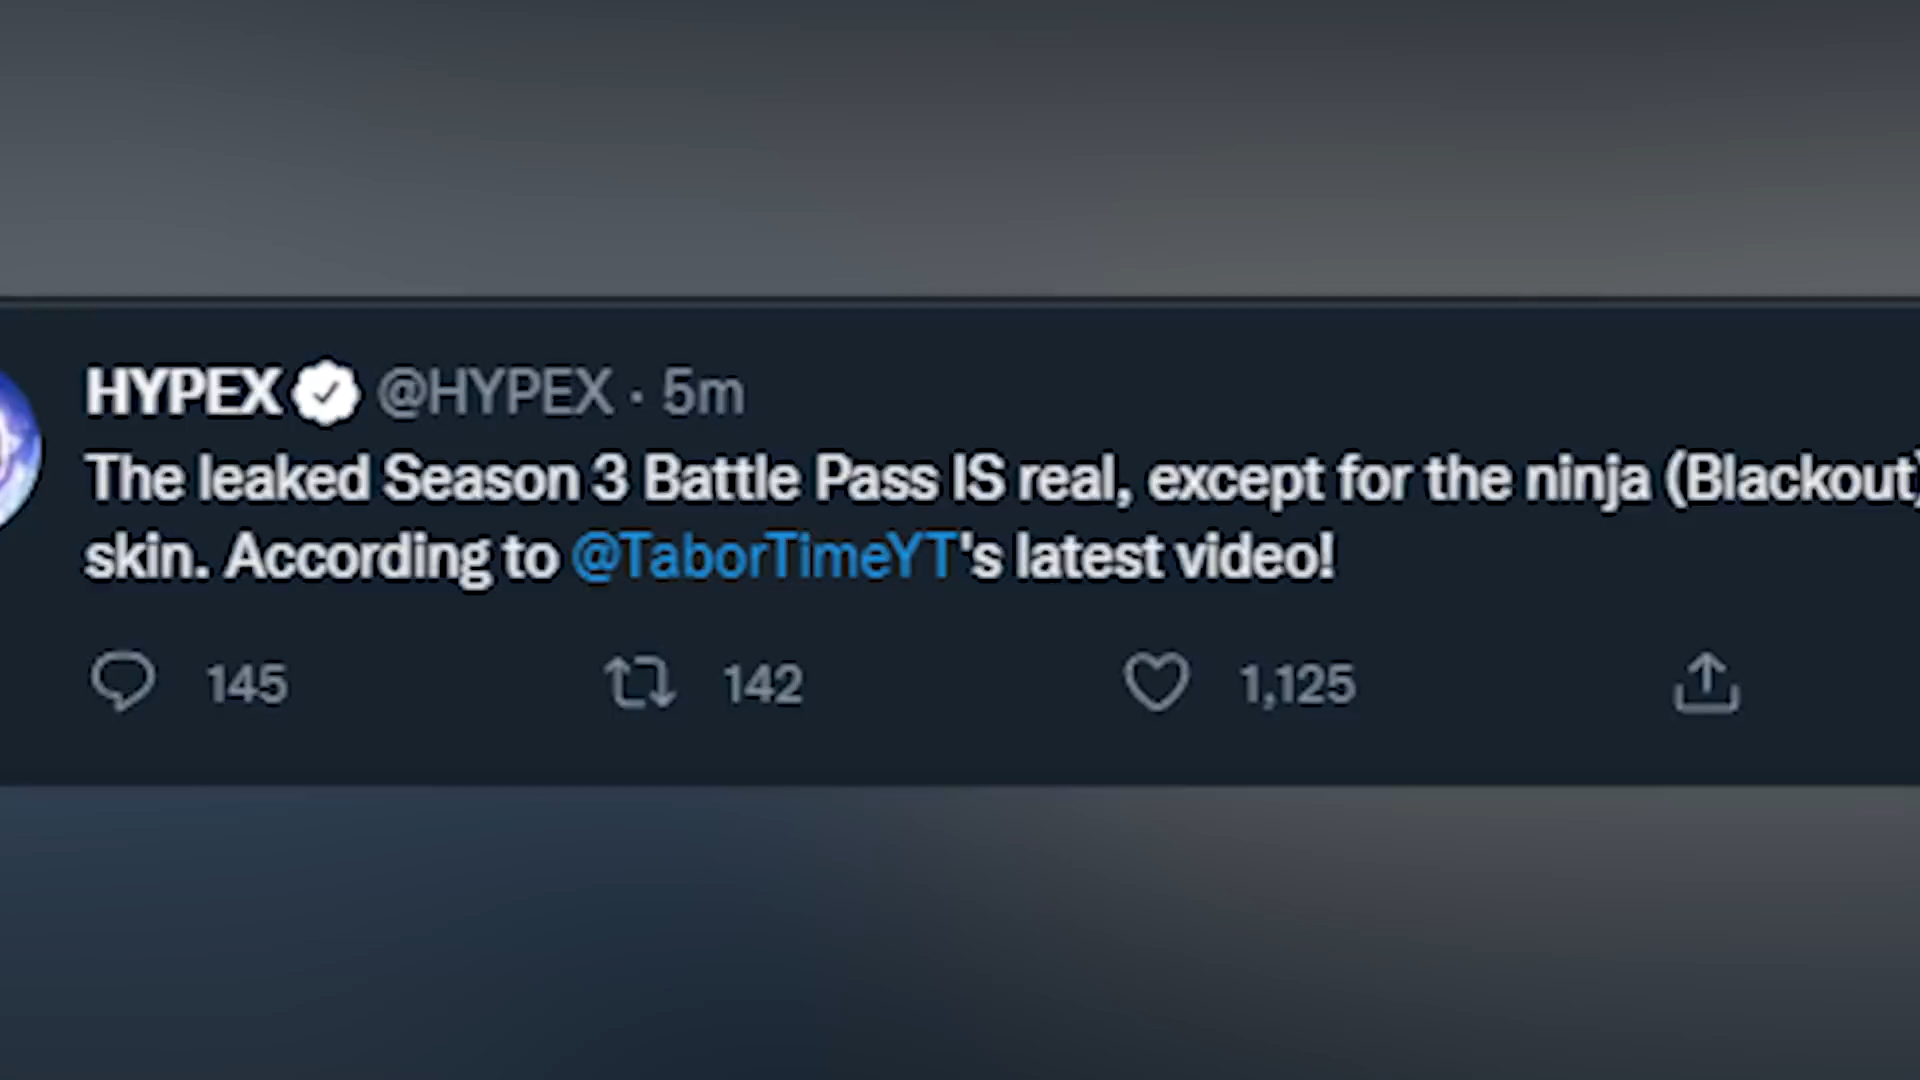 HYPEX @HYPEX · 5m
The leaked Season 3 Battle Pass IS real, except for the ninja (Blackout)
skin. According to @TaborTimeYT's latest video!
145 142 1,125